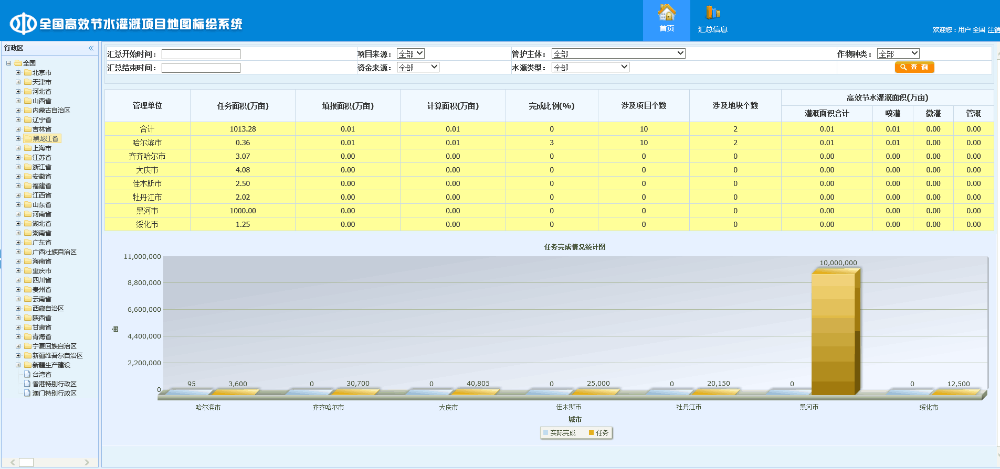 全国高效节水灌溉项目地图标绘系统
首页
汇总信息
欢迎您：用户 全国 注销
行政区
全国
北京市
天津市
河北省
山西省
内蒙古自治区
辽宁省
吉林省
黑龙江省
上海市
江苏省
浙江省
安徽省
福建省
江西省
山东省
河南省
湖北省
湖南省
广东省
广西壮族自治区
海南省
重庆市
四川省
贵州省
云南省
西藏自治区
陕西省
甘肃省
青海省
宁夏回族自治区
新疆维吾尔自治区
新疆生产建设
台湾省
香港特别行政区
澳门特别行政区
汇总开始时间： 项目来源： 全部 管护主体： 全部 作物种类： 全部
汇总结束时间： 资金来源： 全部 水源类型： 全部 查 询
管理单位 任务面积(万亩) 填报面积(万亩) 计算面积(万亩) 完成比例(%) 涉及项目个数 涉及地块个数 高效节水灌溉面积(万亩)
灌溉面积合计 喷灌 微灌 管溉
合计 1013.28 0.01 0.01 0 10 2 0.01 0.01 0.00 0.00
哈尔滨市 0.36 0.01 0.01 3 10 2 0.01 0.01 0.00 0.00
齐齐哈尔市 3.07 0.00 0.00 0 0 0 0.00 0.00 0.00 0.00
大庆市 4.08 0.00 0.00 0 0 0 0.00 0.00 0.00 0.00
佳木斯市 2.50 0.00 0.00 0 0 0 0.00 0.00 0.00 0.00
牡丹江市 2.02 0.00 0.00 0 0 0 0.00 0.00 0.00 0.00
黑河市 1000.00 0.00 0.00 0 0 0 0.00 0.00 0.00 0.00
绥化市 1.25 0.00 0.00 0 0 0 0.00 0.00 0.00 0.00
任务完成情况统计图
11,000,000
8,800,000
6,600,000
4,400,000
2,200,000
0
亩
95 3,600 0 30,700 0 40,805 0 25,000 0 20,150 0 10,000,000 0 12,500
哈尔滨市 齐齐哈尔市 大庆市 佳木斯市 牡丹江市 黑河市 绥化市
城市
实际完成 任务